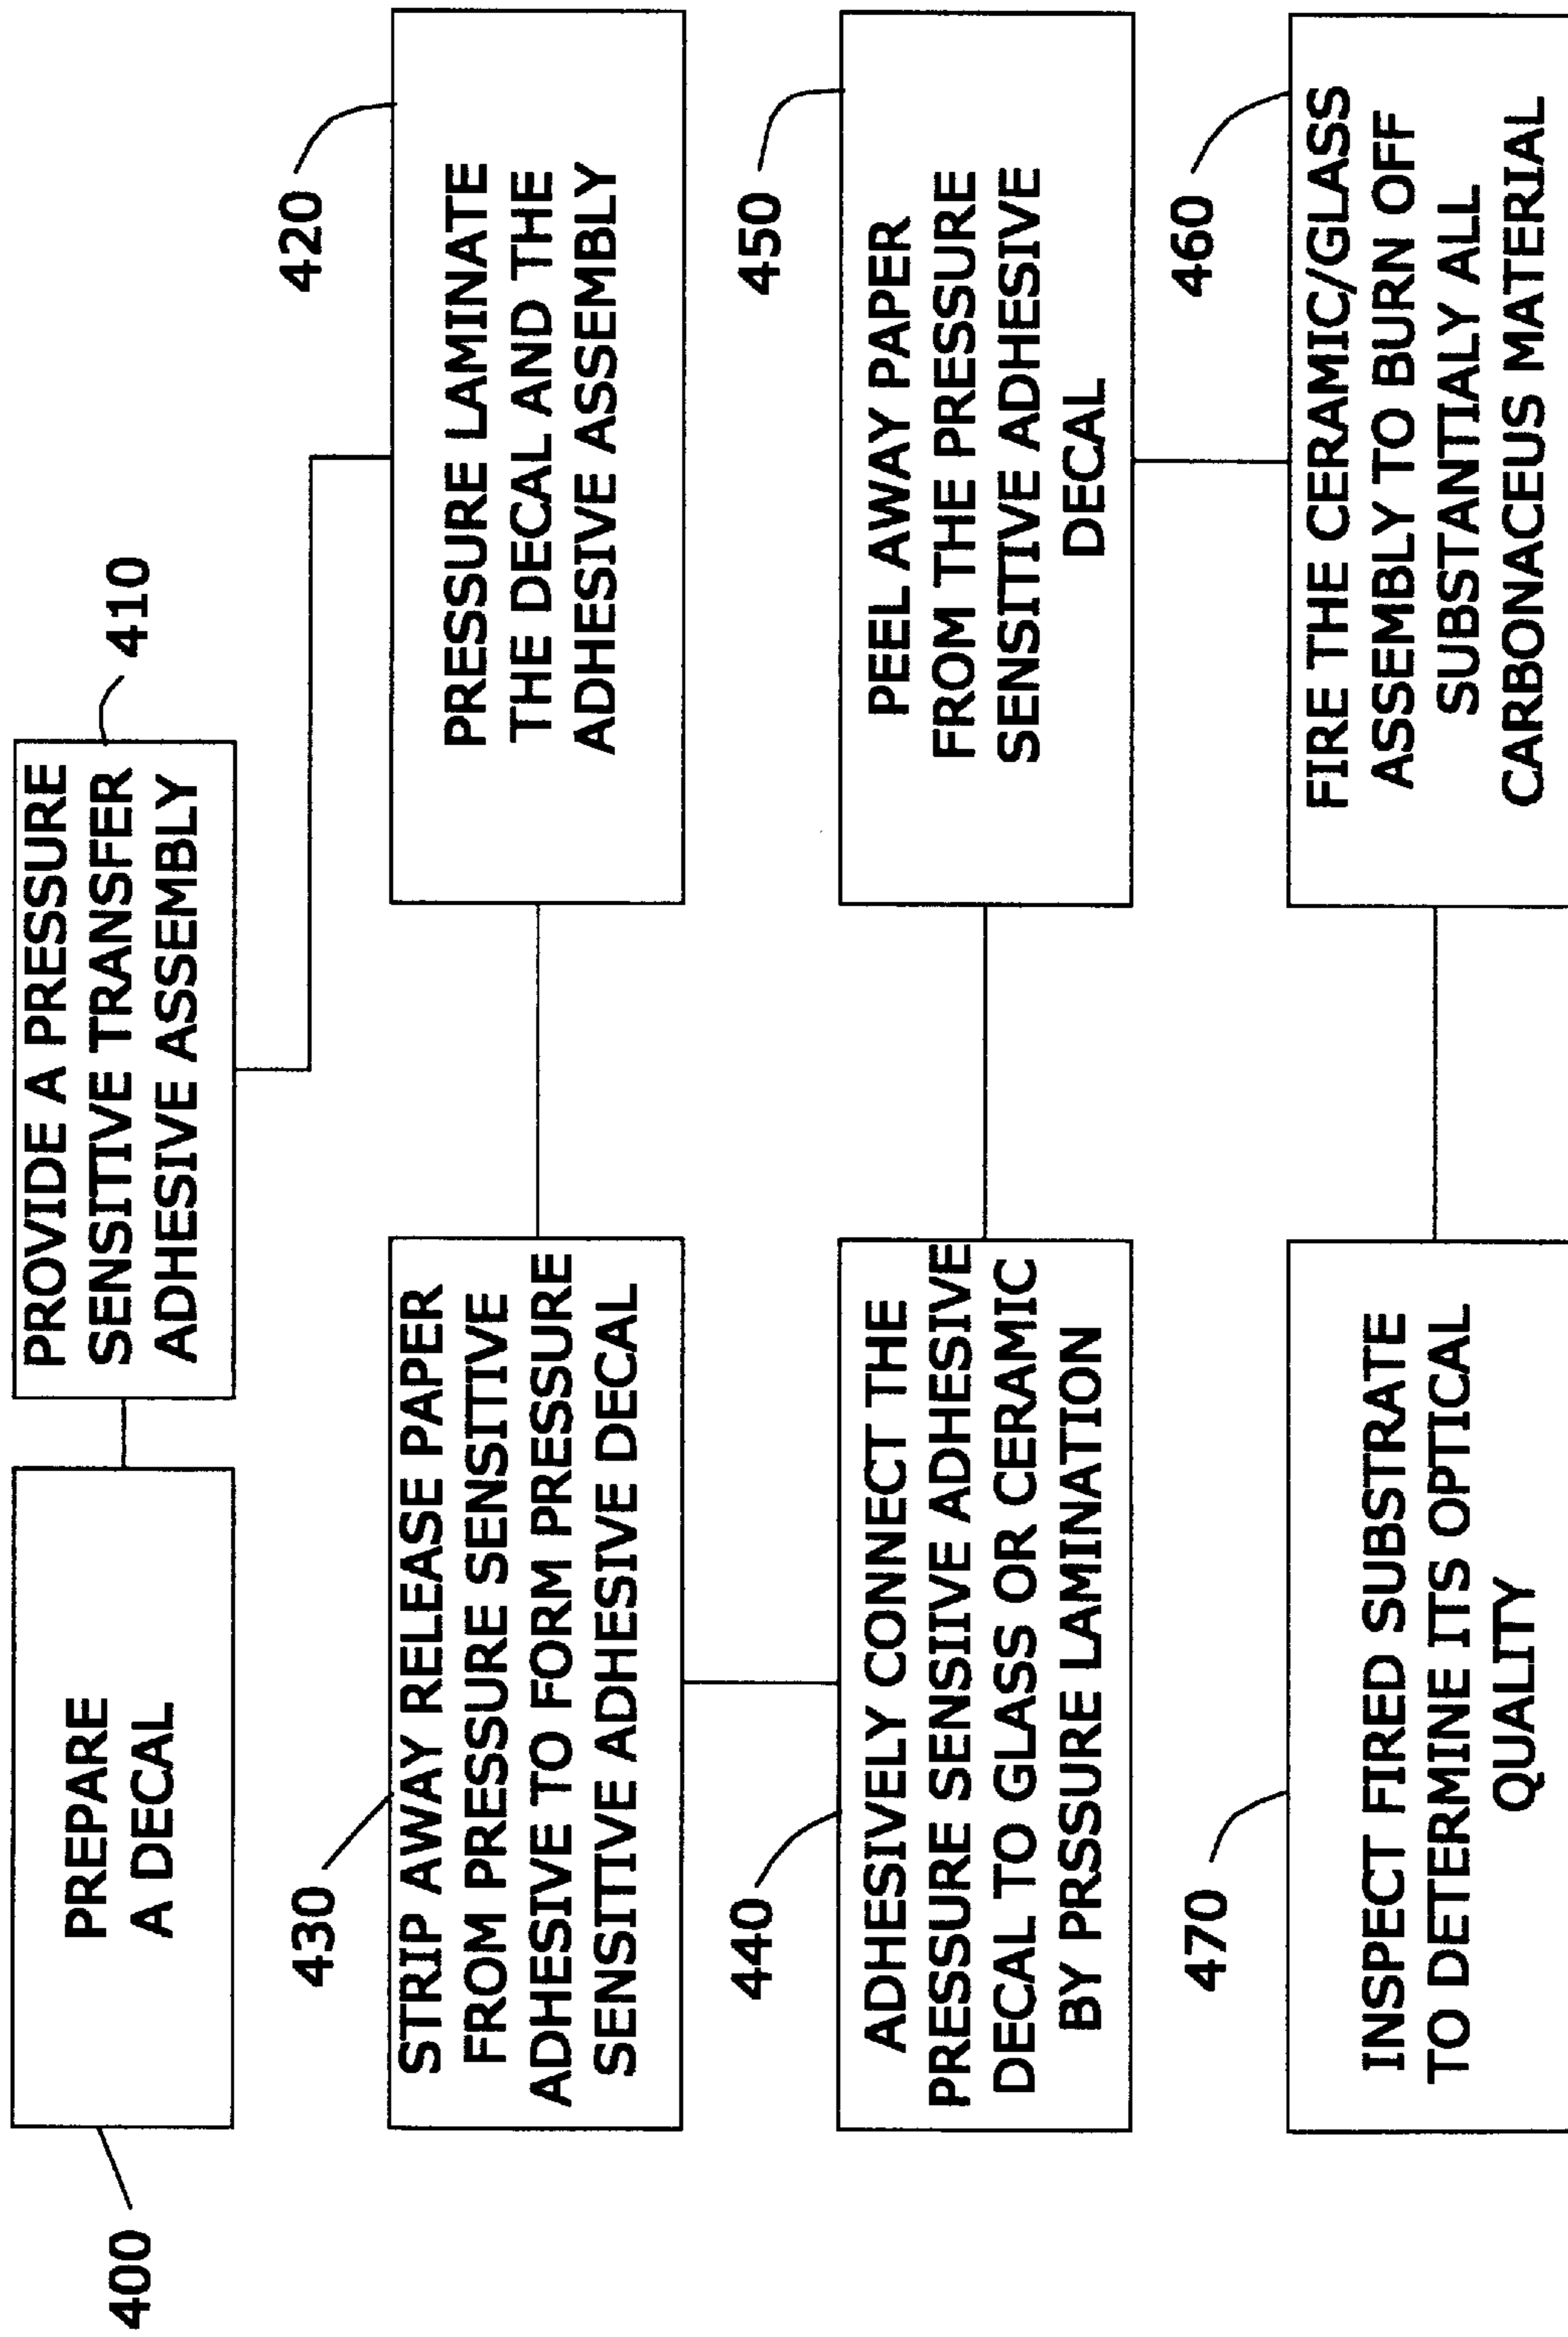 400
PREPARE
A DECAL
410
PROVIDE A PRESSURE
SENSITIVE TRANSFER
ADHESIVE ASSEMBLY
420
PRESSURE LAMINATE
THE DECAL AND THE
ADHESIVE ASSEMBLY
430
STRIP AWAY RELEASE PAPER
FROM PRESSURE SENSITIVE
ADHESIVE TO FORM PRESSURE
SENSITIVE ADHESIVE DECAL
440
ADHESIVELY CONNECT THE
PRESSURE SENSIIVE ADHESIVE
DECAL TO GLASS OR CERAMIC
BY PRSSURE LAMINATION
450
PEEL AWAY PAPER
FROM THE PRESSURE
SENSITIVE ADHESIVE
DECAL
460
FIRE THE CERAMIC/GLASS
ASSEMBLY TO BURN OFF
SUBSTANTIALY ALL
CARBONACEUS MATERIAL
470
INSPECT FIRED SUBSTRATE
TO DETERMINE ITS OPTICAL
QUALITY